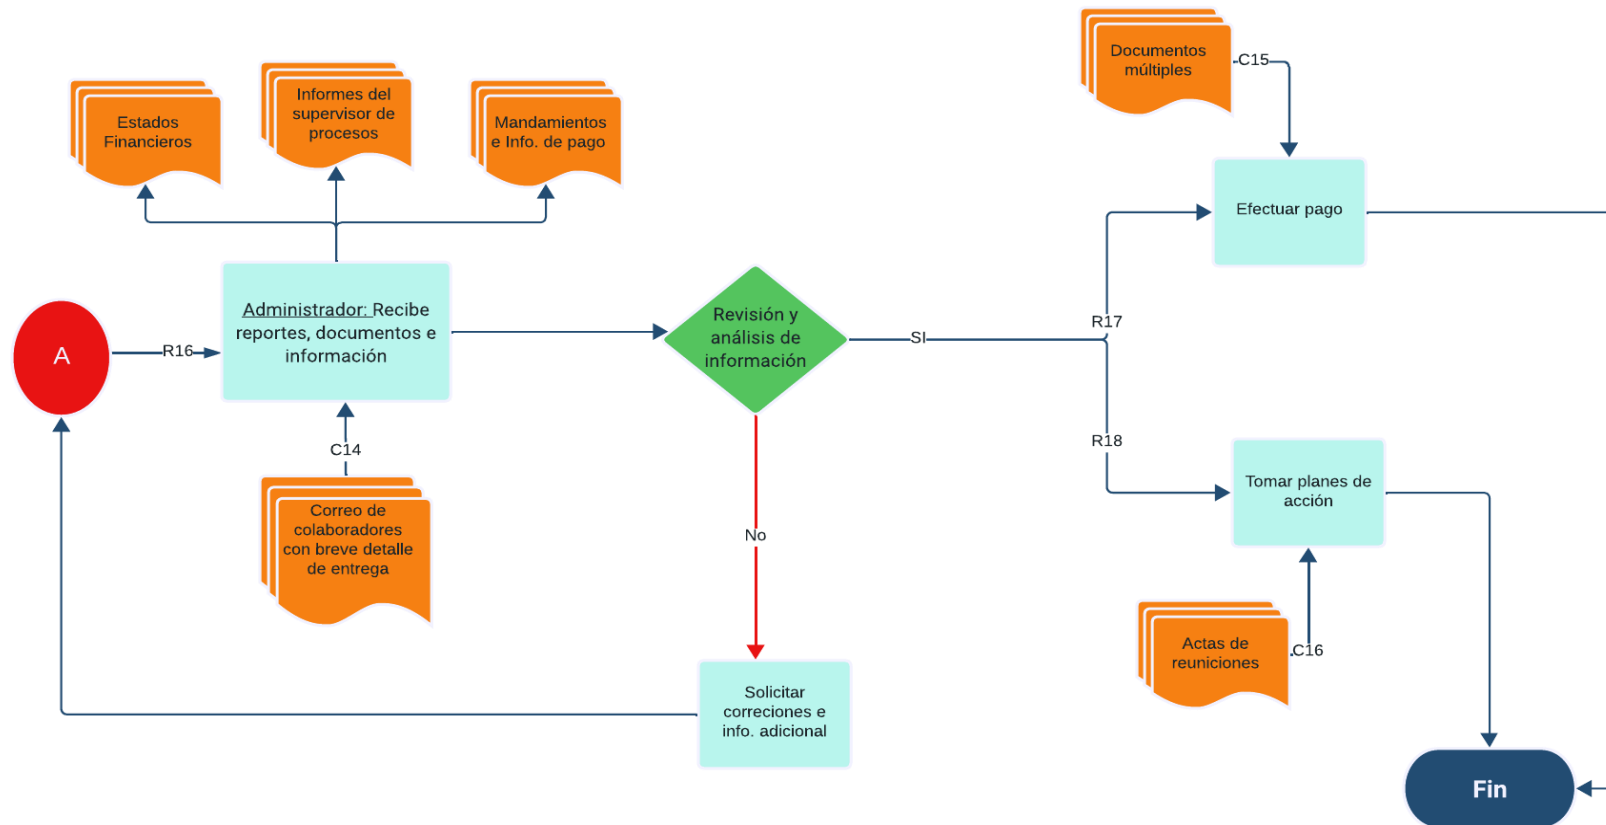 Estados
Financieros
Informes del
supervisor de
procesos
Mandamientos
e Info. de pago
Documentos
múltiples
C15
Efectuar pago
A
R16
Administrador: Recibe
reportes, documentos e
información
Revisión y
análisis de
información
SI
R17
R18
C14
Correo de
colaboradores
con breve detalle
de entrega
No
Tomar planes de
acción
Actas de
reuniciones
C16
Solicitar
correciones e
info. adicional
Fin